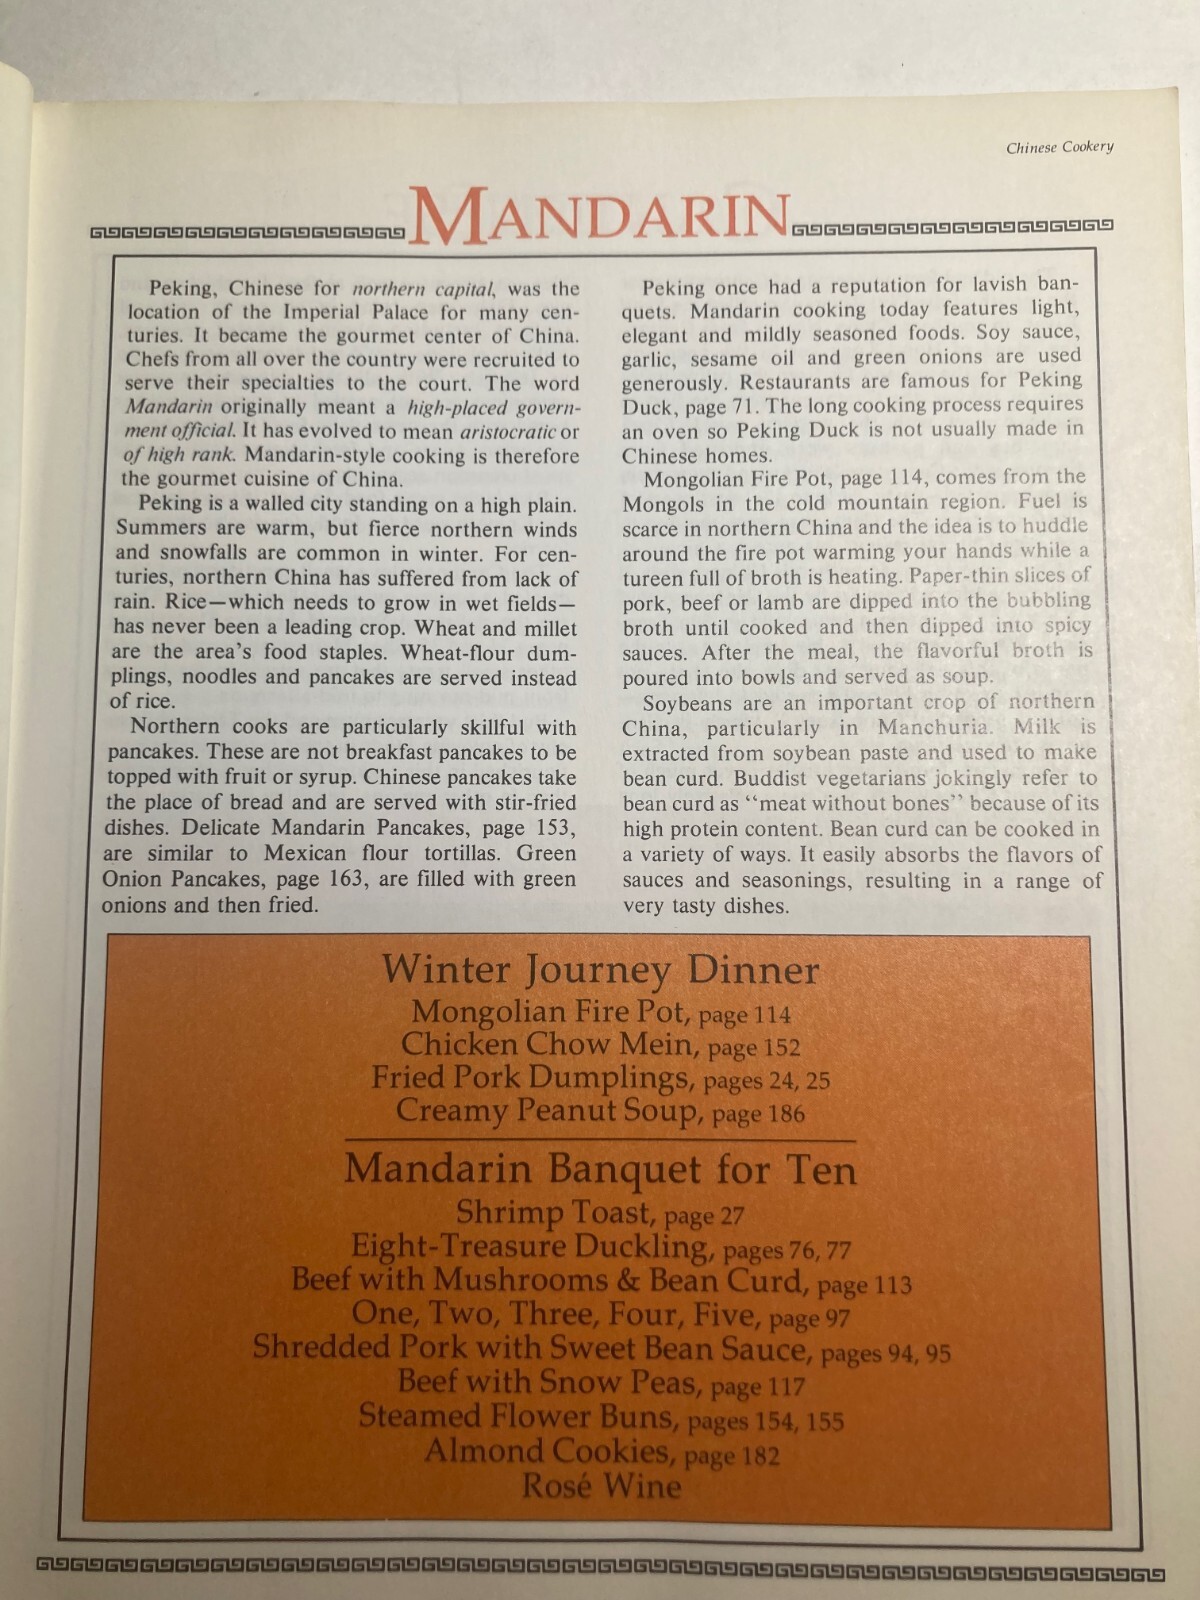 Chinese Cookery
MANDARIN
Peking, Chinese for northern capital, was the
location of the Imperial Palace for many cen-
turies. It became the gourmet center of China.
Chefs from all over the country were recruited to
serve their specialties to the court. The word
Mandarin originally meant a high-placed govern-
ment official. It has evolved to mean aristocratic or
of high rank. Mandarin-style cooking is therefore
the gourmet cuisine of China.
Peking is a walled city standing on a high plain.
Summers are warm, but fierce northern winds
and snowfalls are common in winter. For cen-
turies, northern China has suffered from lack of
rain. Rice—which needs to grow in wet fields—
has never been a leading crop. Wheat and millet
are the area's food staples. Wheat-flour dum-
plings, noodles and pancakes are served instead
of rice.
Northern cooks are particularly skillful with
pancakes. These are not breakfast pancakes to be
topped with fruit or syrup. Chinese pancakes take
the place of bread and are served with stir-fried
dishes. Delicate Mandarin Pancakes, page 153,
are similar to Mexican flour tortillas. Green
Onion Pancakes, page 163, are filled with green
onions and then fried.
Peking once had a reputation for lavish ban-
quets. Mandarin cooking today features light,
elegant and mildly seasoned foods. Soy sauce,
garlic, sesame oil and green onions are used
generously. Restaurants are famous for Peking
Duck, page 71. The long cooking process requires
an oven so Peking Duck is not usually made in
Chinese homes.
Mongolian Fire Pot, page 114, comes from the
Mongols in the cold mountain region. Fuel is
scarce in northern China and the idea is to huddle
around the fire pot warming your hands while a
tureen full of broth is heating. Paper-thin slices of
pork, beef or lamb are dipped into the bubbling
broth until cooked and then dipped into spicy
sauces. After the meal, the flavorful broth is
poured into bowls and served as soup.
Soybeans are an important crop of northern
China, particularly in Manchuria. Milk is
extracted from soybean paste and used to make
bean curd. Buddist vegetarians jokingly refer to
bean curd as "meat without bones" because of its
high protein content. Bean curd can be cooked in
a variety of ways. It easily absorbs the flavors of
sauces and seasonings, resulting in a range of
very tasty dishes.
Winter Journey Dinner
Mongolian Fire Pot, page 114
Chicken Chow Mein, page 152
Fried Pork Dumplings, pages 24, 25
Creamy Peanut Soup, page 186
Mandarin Banquet for Ten
Shrimp Toast, page 27
Eight-Treasure Duckling, pages 76, 77
Beef with Mushrooms & Bean Curd, page 113
One, Two, Three, Four, Five, page 97
Shredded Pork with Sweet Bean Sauce, pages 94, 95
Beef with Snow Peas, page 117
Steamed Flower Buns, pages 154, 155
Almond Cookies, page 182
Rosé Wine